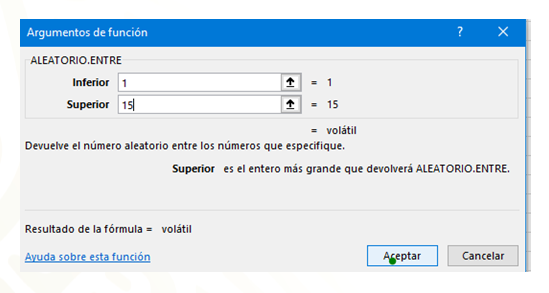 Argumentos de función ? ×
ALEATORIO.ENTRE
Inferior 1 = 1
Superior 15 = 15
= volátil
Devuelve el número aleatorio entre los números que especifique.
Superior es el entero más grande que devolverá ALEATORIO.ENTRE.
Resultado de la fórmula = volátil
Ayuda sobre esta función Aceptar Cancelar